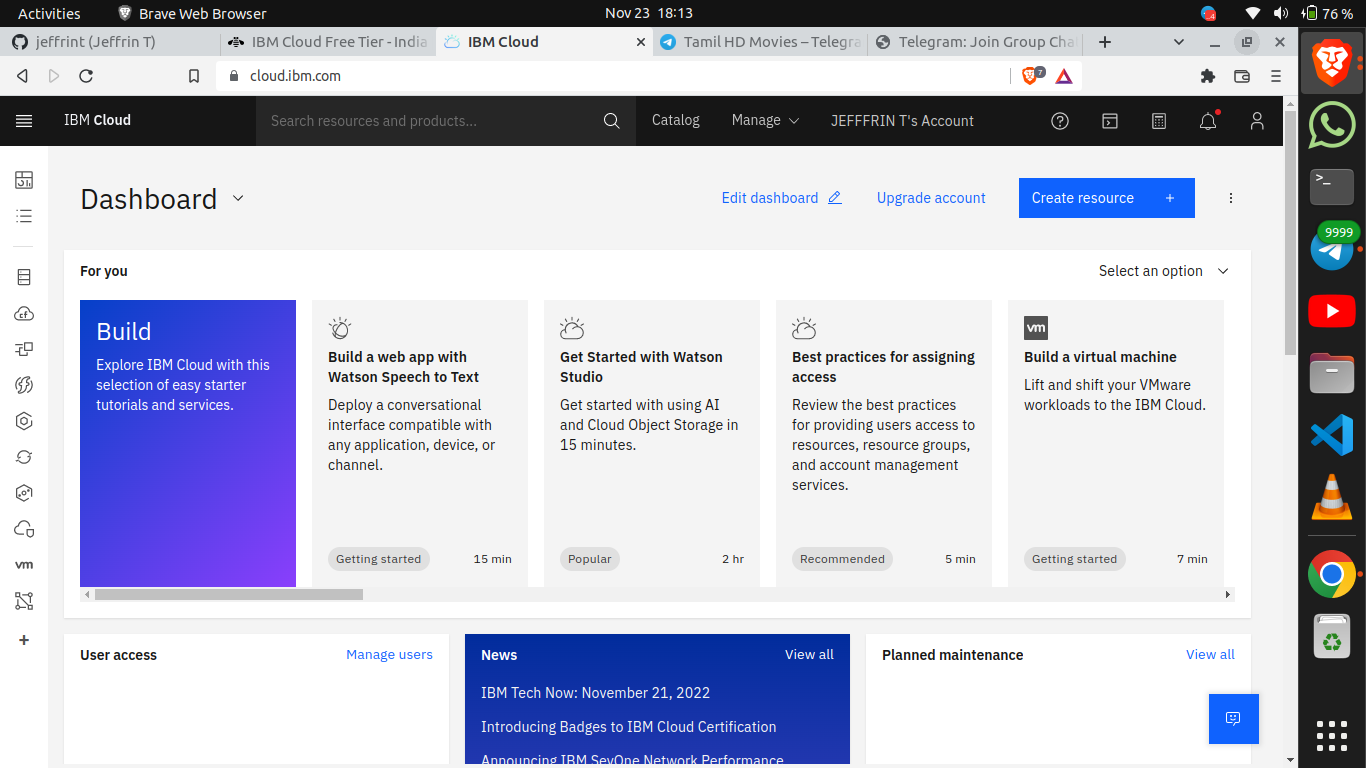 Activities
Brave Web Browser
Nov 23 18:13
4
76 %
jeffrint (Jeffrin T)
IBM Cloud Free Tier - India
IBM Cloud
Tamil HD Movies – Telegra
Telegram: Join Group Cha
cloud.ibm.com
7
IBM Cloud
Search resources and products...
Catalog
Manage
JEFFFRIN T's Account
Dashboard
Edit dashboard
Upgrade account
Create resource +
For you
Select an option
Build
Explore IBM Cloud with this
selection of easy starter
tutorials and services.
Build a web app with
Watson Speech to Text
Deploy a conversational
interface compatible with
any application, device, or
channel.
Getting started
15 min
Get Started with Watson
Studio
Get started with using AI
and Cloud Object Storage in
15 minutes.
Popular
2 hr
Best practices for assigning
access
Review the best practices
for providing users access to
resources, resource groups,
and account management
services.
Recommended
5 min
vm
Build a virtual machine
Lift and shift your VMware
workloads to the IBM Cloud.
Getting started
7 min
User access
Manage users
News
View all
IBM Tech Now: November 21, 2022
Introducing Badges to IBM Cloud Certification
Announcing IBM SevOne Network Performance
Planned maintenance
View all
cf
vm
>_
9999